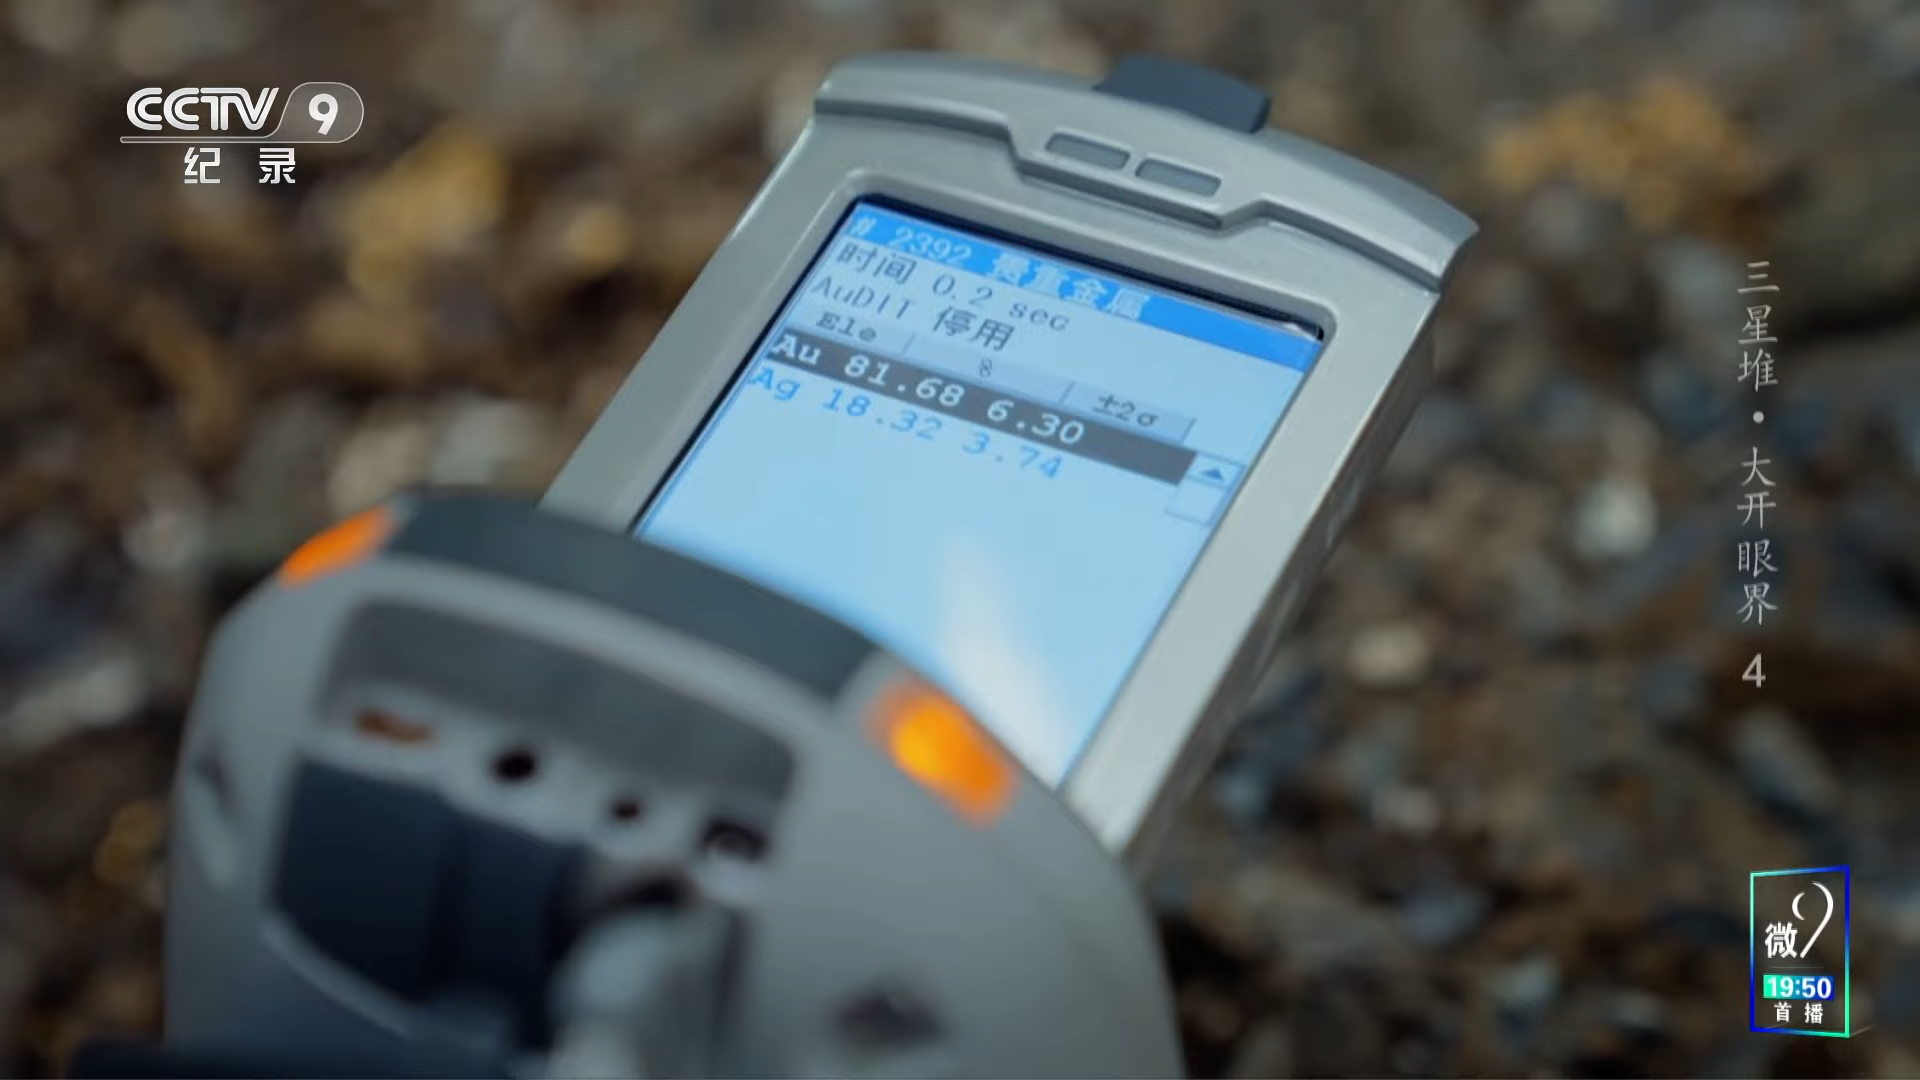 CCTV 9
纪 录
# 2392 贵重金属
时间 0.2 sec
AuDIT 停用
Ele % ±2σ
Au 81.68 6.30
Ag 18.32 3.74
三星堆·大开眼界 4
微9
19:50
首播